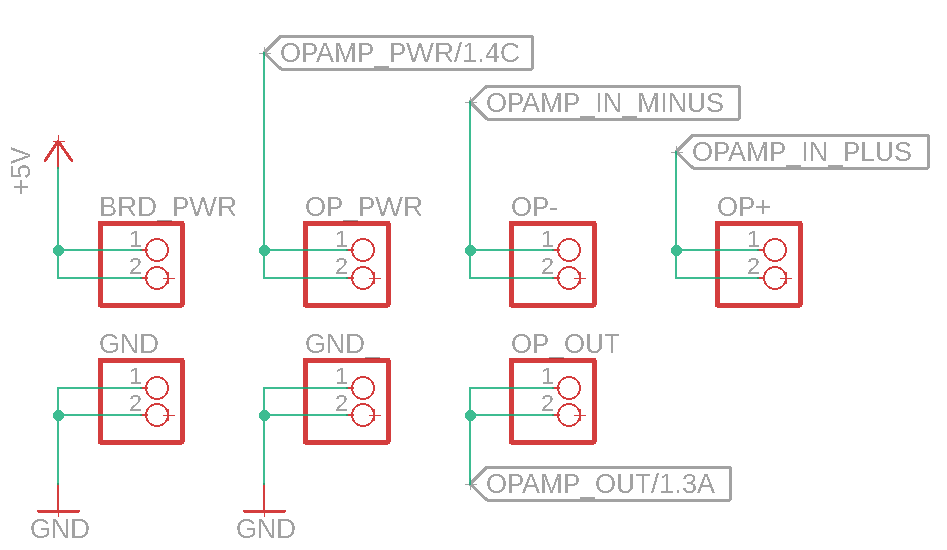 OPAMP_PWR/1.4C
OPAMP_IN_MINUS
OPAMP_IN_PLUS
+5V
BRD_PWR
OP_PWR
OP-
OP+
1
2
1
2
1
2
1
2
GND
GND_
OP_OUT
1
2
1
2
1
2
OPAMP_OUT/1.3A
GND
GND